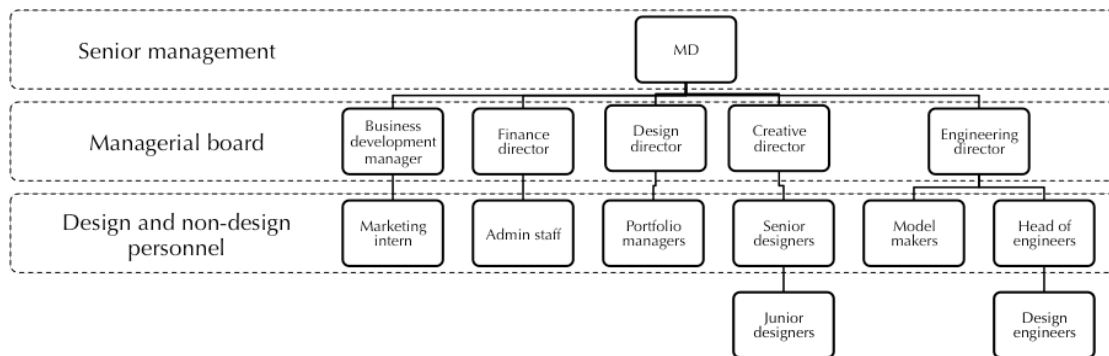 Senior management
MD
Managerial board
Business
development
manager
Finance
director
Design
director
Creative
director
Engineering
director
Design and non-design
personnel
Marketing
intern
Admin staff
Portfolio
managers
Senior
designers
Model
makers
Head of
engineers
Junior
designers
Design
engineers